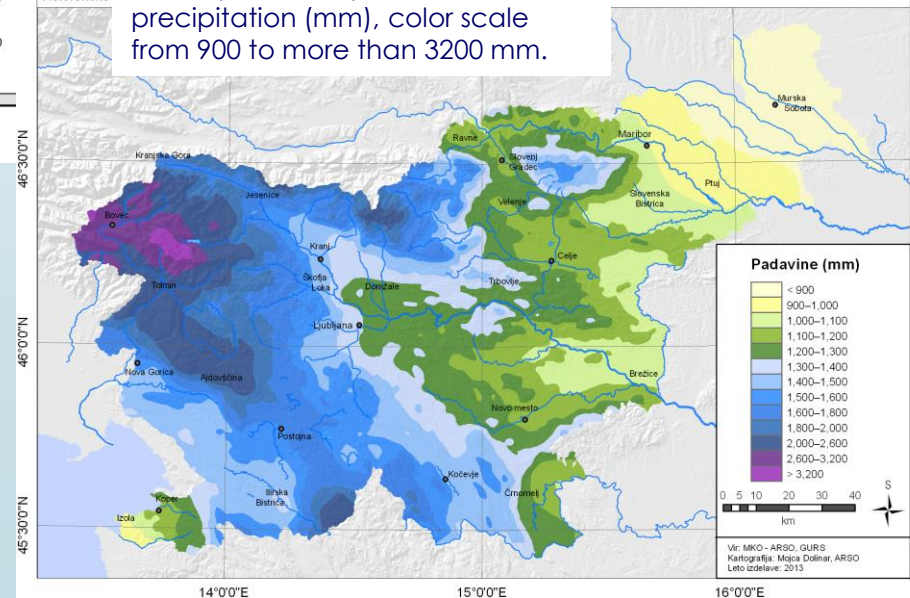 precipitation (mm), color scale
from 900 to more than 3200 mm.
Murska
Sobota
Maribor
Ravne
Slovenj
Gradec
Kranjska Gora
46°30'0"N
Ptuj
Jesenice
Velenje
Slovenska
Bistrica
Bovec
Kranj
Celje
Škofja
Loka
Domžale
Trbovlje
Tolmin
Ljubljana
46°0'0"N
Nova Gorica
Ajdovščina
Brežice
Novo mesto
Postojna
Kočevje
Ilirska
Bistrica
Črnomelj
Koper
Izola
45°30'0"N
Padavine (mm)
< 900
900–1,000
1,000–1,100
1,100–1,200
1,200–1,300
1,300–1,400
1,400–1,500
1,500–1,600
1,600–1,800
1,800–2,000
2,000–2,600
2,600–3,200
> 3,200
S
0 5 10 20 30 40
km
Vir: MKO - ARSO, GURS
Kartografija: Mojca Dolinar, ARSO
Leto izdelave: 2013
14°0'0"E
15°0'0"E
16°0'0"E